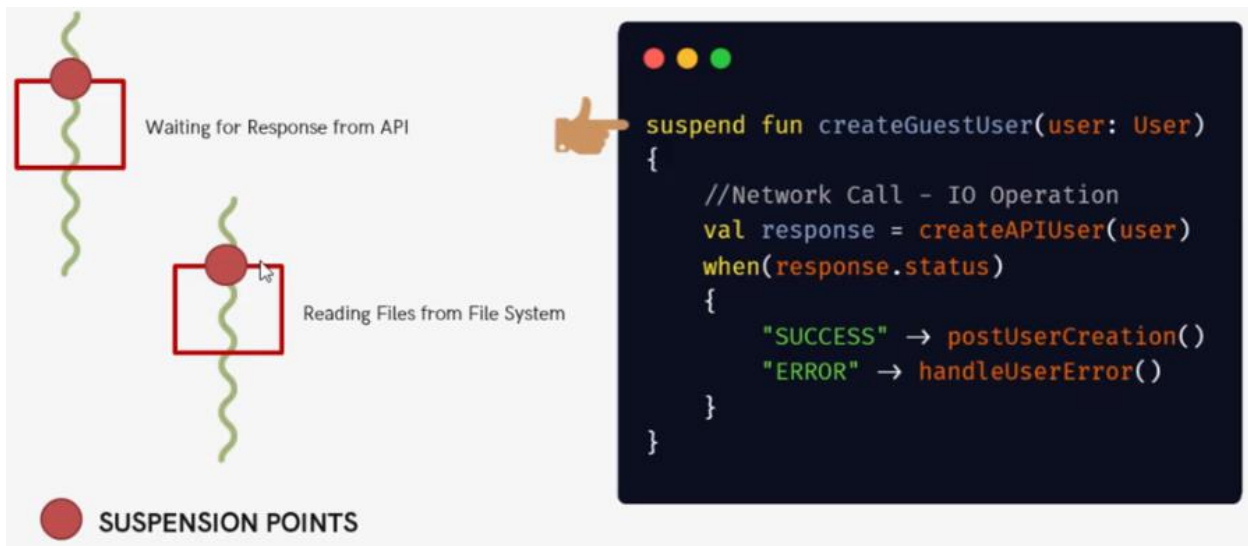 Waiting for Response from API
Reading Files from File System
SUSPENSION POINTS
suspend fun createGuestUser(user: User)
{
//Network Call - IO Operation
val response = createAPIUser(user)
when(response.status)
{
"SUCCESS" → postUserCreation()
"ERROR" → handleUserError()
}
}